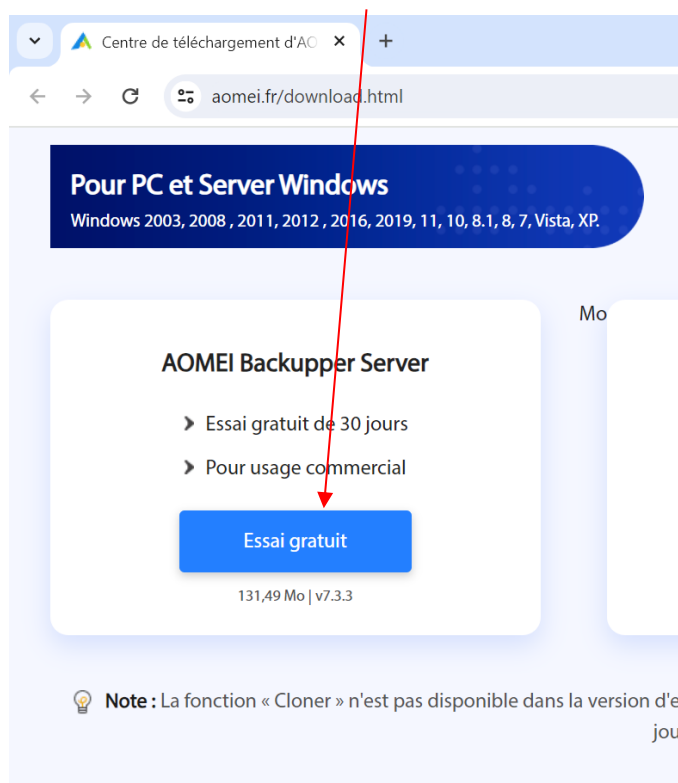 Centre de téléchargement d'AO
aomei.fr/download.html
Pour PC et Server Windows
Windows 2003, 2008 , 2011, 2012 , 2016, 2019, 11, 10, 8.1, 8, 7, Vista, XP.
Mo
AOMEI Backupper Server
Essai gratuit de 30 jours
Pour usage commercial
Essai gratuit
131,49 Mo | v7.3.3
Note : La fonction « Cloner » n'est pas disponible dans la version d'e
jou